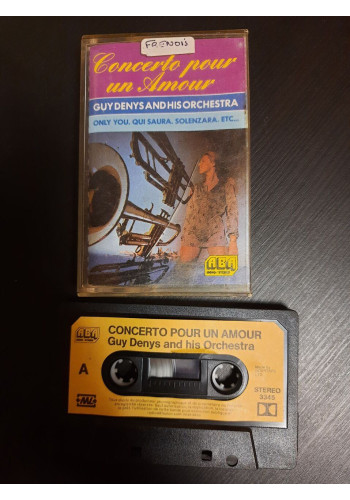 FRENOIS
Concerto pour
un Amour
GUY DENYS AND HIS ORCHESTRA
ONLY YOU. QUI SAURA. SOLENZARA. ETC...
ABA
ABA
CONCERTO POUR UN AMOUR
Guy Denys and his Orchestra
A
STEREO
3345